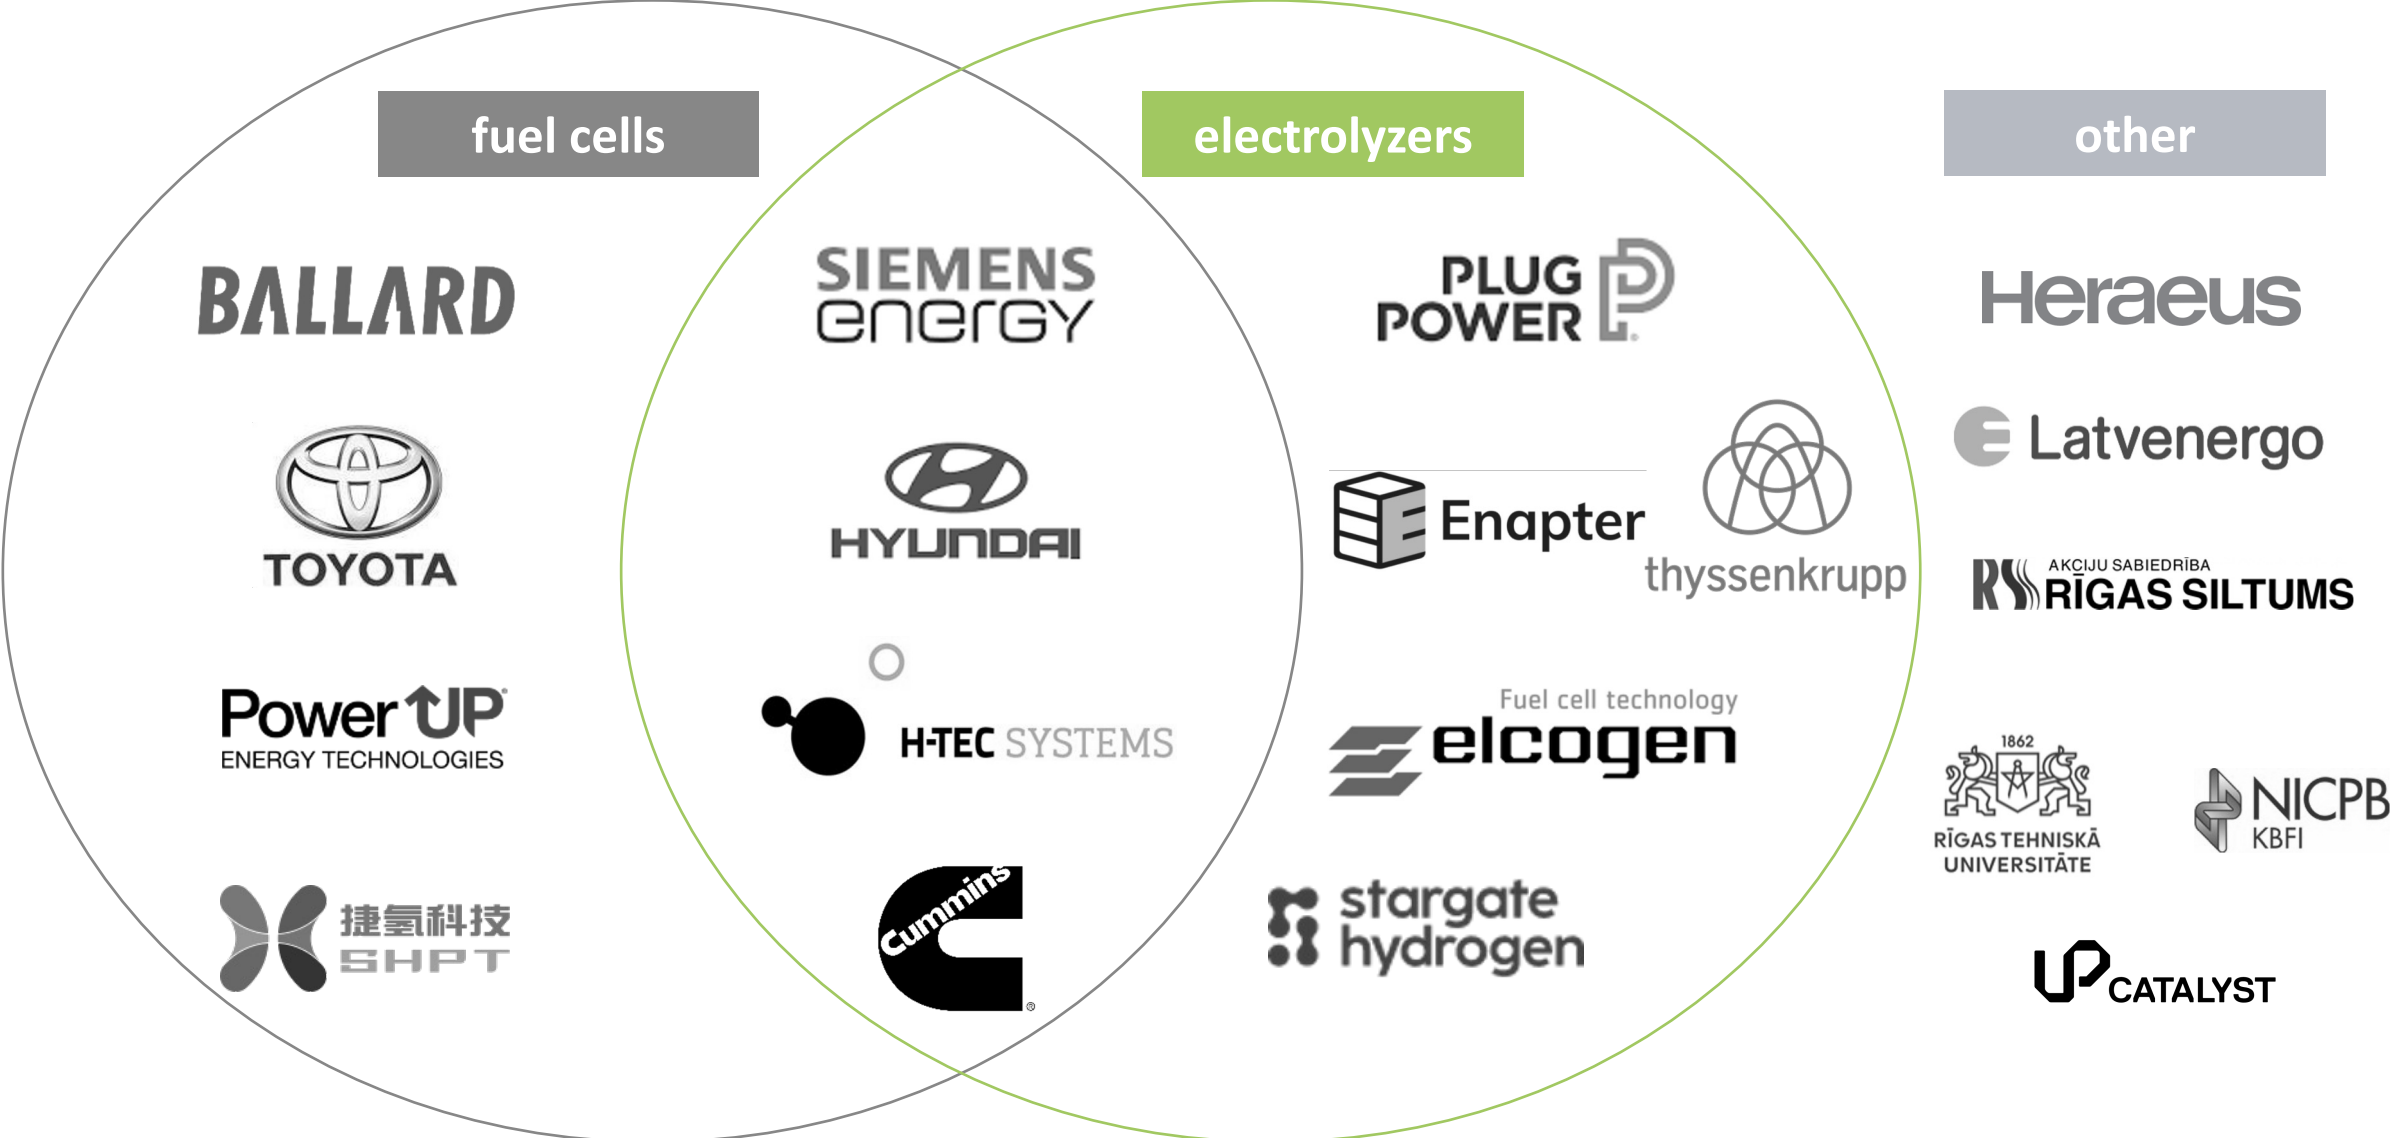 fuel cells
electrolyzers
other
BALLARD
TOYOTA
PowerUP®
ENERGY TECHNOLOGIES
捷氢科技
SHPT
SIEMENS
energy
HYUNDAI
H-TEC SYSTEMS
Cummins
®
PLUG
POWER
Enapter
thyssenkrupp
Fuel cell technology
elcogen
stargate
hydrogen
Heraeus
Latvenergo
AKCIJU SABIEDRĪBA
RS RĪGAS SILTUMS
1862
RĪGAS TEHNISKĀ
UNIVERSITĀTE
NICPB
KBFI
UP CATALYST